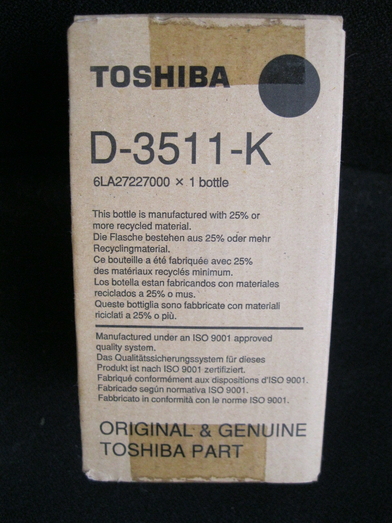 TOSHIBA
D-3511-K
6LA27227000 × 1 bottle
This bottle is manufactured with 25% or
more recycled material.
Die Flasche bestehen aus 25% oder mehr
Recyclingmaterial.
Ce bouteille a été fabriquée avec 25%
des matériaux recyclés minimum.
Los botella estan fabricandos con materiales
reciclados a 25% o mus.
Queste bottiglia sono fabbricate con materiali
riciclati a 25% o più.
Manufactured under an ISO 9001 approved
quality system.
Das Qualitätssicherungssystem für dieses
Produkt ist nach ISO 9001 zertifiziert.
Fabriqué conformément aux dispositions d'ISO 9001.
Fabricado según normativa ISO 9001.
Fabbricato in conformità con le norme ISO 9001.
ORIGINAL & GENUINE
TOSHIBA PART